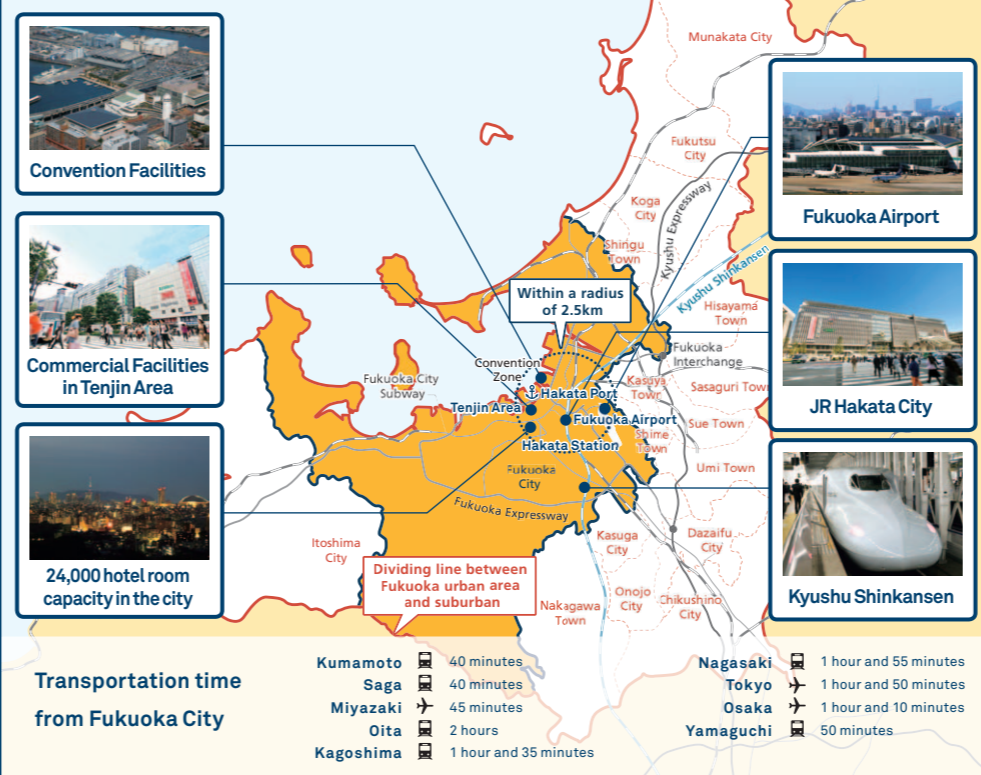 Convention Facilities
Commercial Facilities
in Tenjin Area
24,000 hotel room
capacity in the city
Fukuoka Airport
JR Hakata City
Kyushu Shinkansen
Munakata City
Fukutsu
City
Koga
City
Kyushu Expressway
Shingu
Town
Kyushu Shinkansen
Within a radius
of 2.5km
Hisayama
Town
Fukuoka
Interchange
Convention
Zone
Fukuoka City
Subway
Hakata Port
Kasuya
Town
Sasaguri Town
Tenjin Area
Fukuoka Airport
Sue Town
Shime
Town
Hakata Station
Umi Town
Fukuoka
City
Fukuoka Expressway
Itoshima
City
Kasuga
City
Dazaifu
City
Dividing line between
Fukuoka urban area
and suburban
Nakagawa
Town
Onojo
City
Chikushino
City
Transportation time
from Fukuoka City
Kumamoto 40 minutes
Saga 40 minutes
Miyazaki 45 minutes
Oita 2 hours
Kagoshima 1 hour and 35 minutes
Nagasaki 1 hour and 55 minutes
Tokyo 1 hour and 50 minutes
Osaka 1 hour and 10 minutes
Yamaguchi 50 minutes